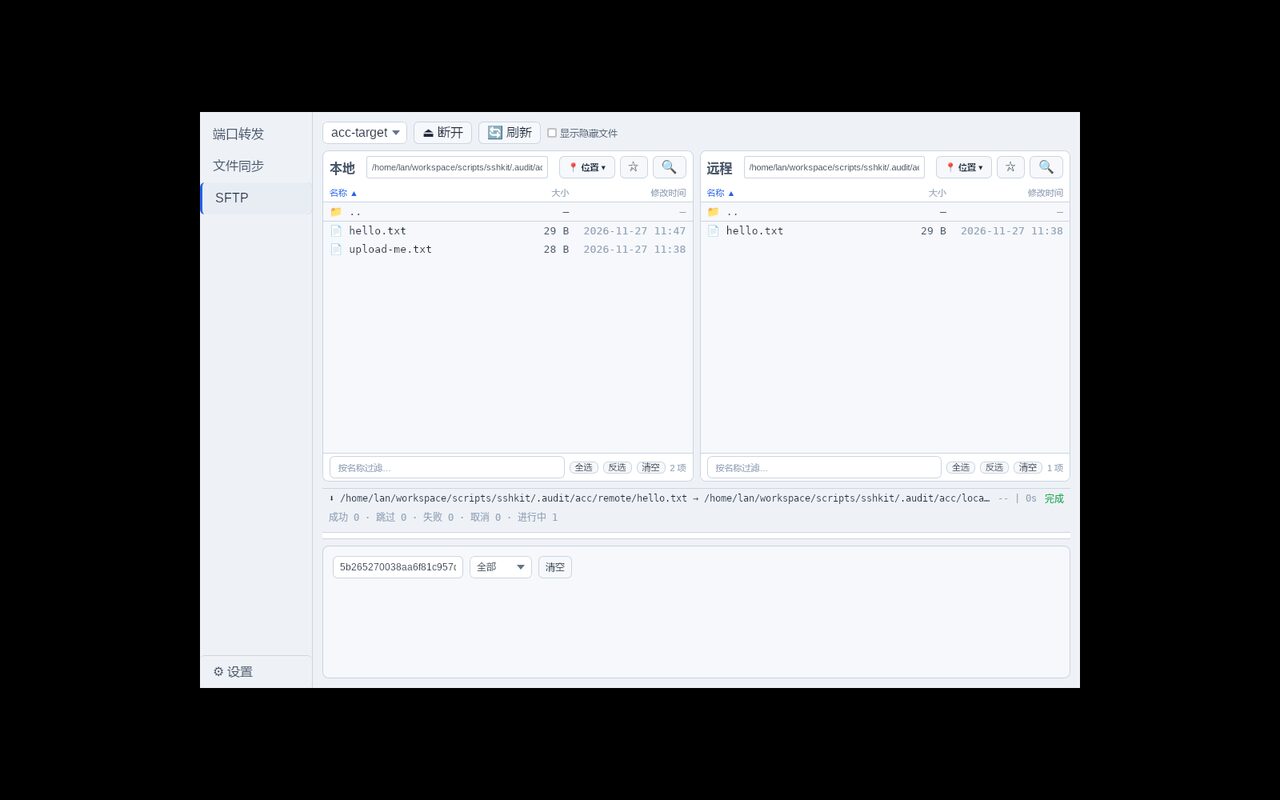 端口转发
文件同步
SFTP
⚙ 设置
acc-target ⏏ 断开 刷新 显示隐藏文件
本地 /home/lan/workspace/scripts/sshkit/.audit/ac 位置 ▾ ☆
名称 ▲ 大小 修改时间
.. — —
hello.txt 29 B 2026-11-27 11:47
upload-me.txt 28 B 2026-11-27 11:38
按名称过滤… 全选 反选 清空 2 项
远程 /home/lan/workspace/scripts/sshkit/.audit/ac 位置 ▾ ☆
名称 ▲ 大小 修改时间
.. — —
hello.txt 29 B 2026-11-27 11:38
按名称过滤… 全选 反选 清空 1 项
⬇ /home/lan/workspace/scripts/sshkit/.audit/acc/remote/hello.txt → /home/lan/workspace/scripts/sshkit/.audit/acc/loca… -- | 0s 完成
成功 0 · 跳过 0 · 失败 0 · 取消 0 · 进行中 1
5b265270038aa6f81c957c 全部 清空